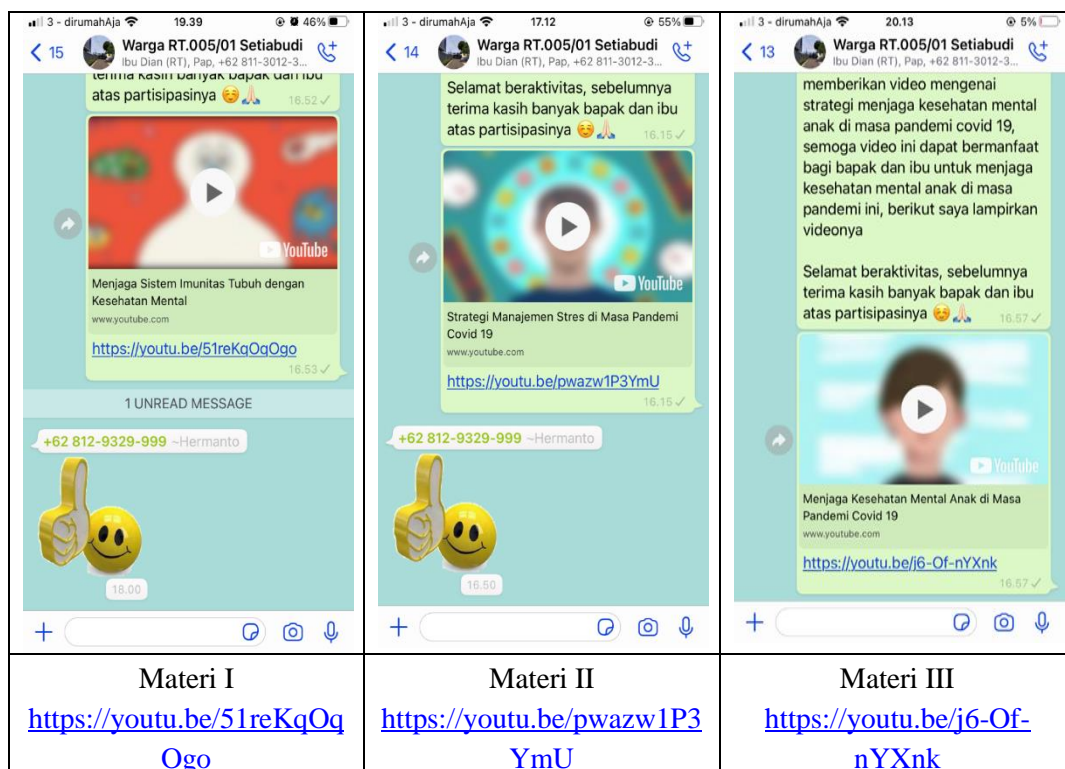 3 - dirumahAja 19.39 46%
15 Warga RT.005/01 Setiabudi
Ibu Dian (RT), Pap, +62 811-3012-3...
terima kasih banyak bapak dan ibu
atas partisipasinya 16.52
YouTube
Menjaga Sistem Imunitas Tubuh dengan
Kesehatan Mental
www.youtube.com
https://youtu.be/51reKqOqOgo
16.53
1 UNREAD MESSAGE
+62 812-9329-999 ~Hermanto
18.00
3 - dirumahAja 17.12 55%
14 Warga RT.005/01 Setiabudi
Ibu Dian (RT), Pap, +62 811-3012-3...
Selamat beraktivitas, sebelumnya
terima kasih banyak bapak dan ibu
atas partisipasinya 16.15
YouTube
Strategi Manajemen Stres di Masa Pandemi
Covid 19
www.youtube.com
https://youtu.be/pwazw1P3YmU
16.15
+62 812-9329-999 ~Hermanto
16.50
3 - dirumahAja 20.13 5%
13 Warga RT.005/01 Setiabudi
Ibu Dian (RT), Pap, +62 811-3012-3...
memberikan video mengenai
strategi menjaga kesehatan mental
anak di masa pandemi covid 19,
semoga video ini dapat bermanfaat
bagi bapak dan ibu untuk menjaga
kesehatan mental anak di masa
pandemi ini, berikut saya lampirkan
videonya
Selamat beraktivitas, sebelumnya
terima kasih banyak bapak dan ibu
atas partisipasinya 16.57
YouTube
Menjaga Kesehatan Mental Anak di Masa
Pandemi Covid 19
www.youtube.com
https://youtu.be/j6-Of-nYXnk
16.57
Materi I
https://youtu.be/51reKqOq
Ogo
Materi II
https://youtu.be/pwazw1P3
YmU
Materi III
https://youtu.be/j6-Of-
nYXnk